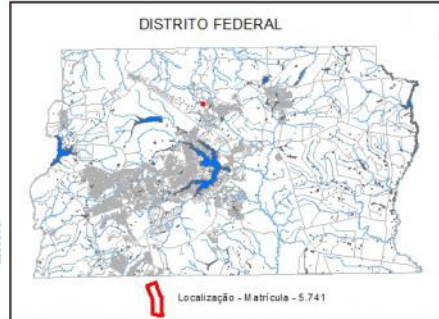 DISTRITO FEDERAL
Localização - Matrícula - 5.741